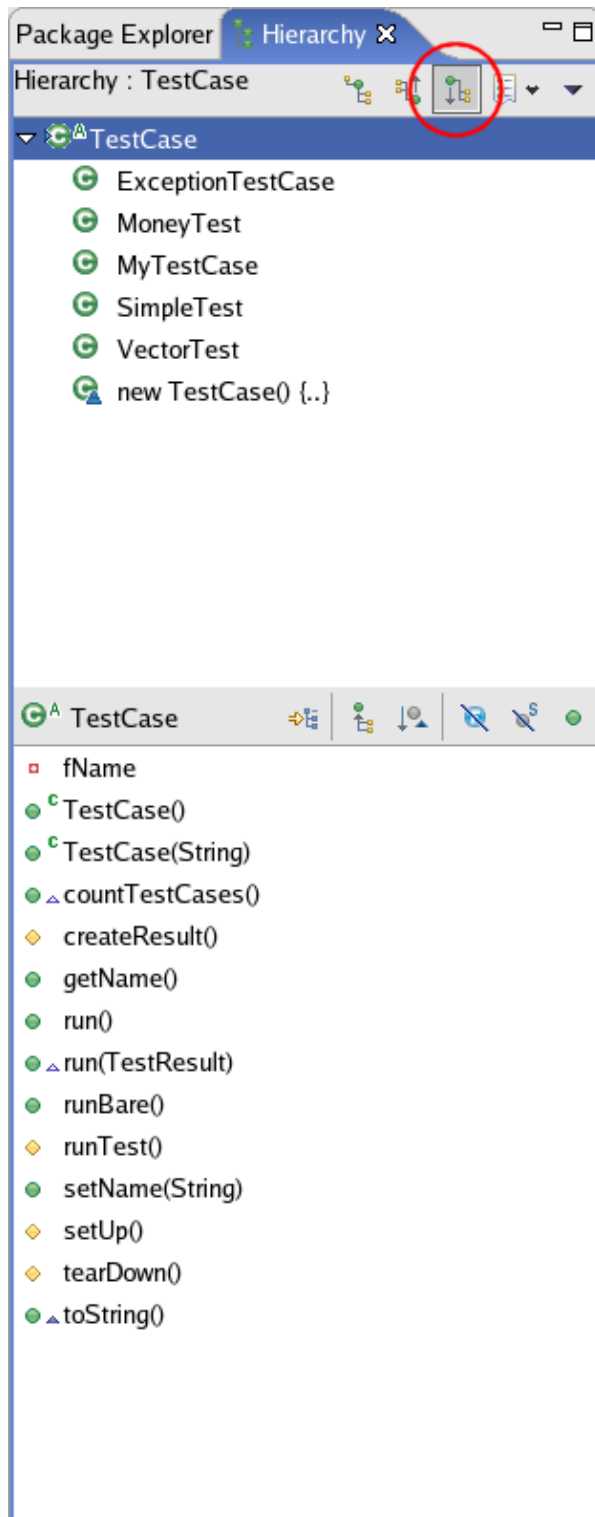 Package Explorer Hierarchy
Hierarchy : TestCase
A TestCase
ExceptionTestCase
MoneyTest
MyTestCase
SimpleTest
VectorTest
new TestCase() {..}
A TestCase S
fName
C TestCase()
C TestCase(String)
countTestCases()
createResult()
getName()
run()
run(TestResult)
runBare()
runTest()
setName(String)
setUp()
tearDown()
toString()